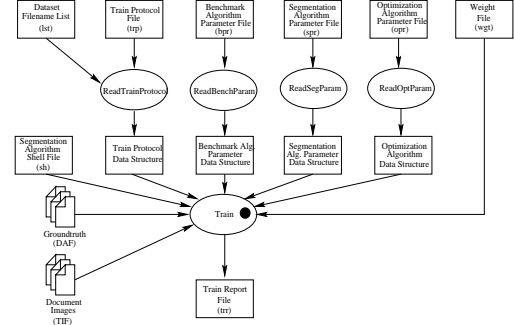 Dataset
Filename List
(lst)
Train Protocol
File
(trp)
Benchmark
Algorithm
Parameter File
(bpr)
Segmentation
Algorithm
Parameter File
(spr)
Optimization
Algorithm
Parameter File
(opr)
Weight
File
(wgt)
ReadTrainProtocol
ReadBenchParam
ReadSegParam
ReadOptParam
Segmentation
Algorithm
Shell File
(sh)
Train Protocol
Data Structure
Benchmark Alg.
Parameter
Data Structure
Segmentation
Alg. Parameter
Data Structure
Optimization
Algorithm
Data Structure
Train
Groundtruth
(DAF)
Document
Images
(TIF)
Train Report
File
(trr)